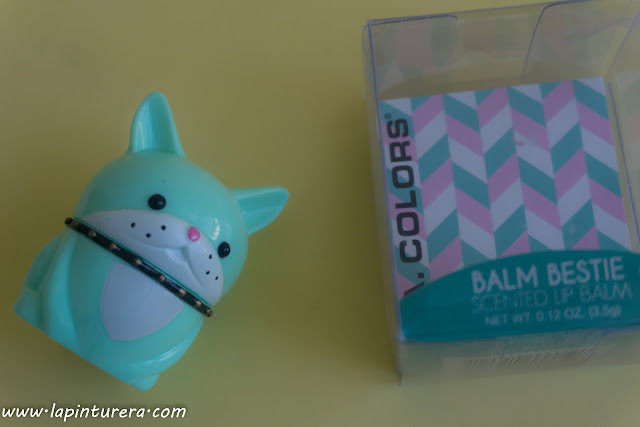 A. COLORS®
BALM BESTIE
SCENTED LIP BALM
NET WT 0.12 OZ. (3.5g)
www.lapinturera.com